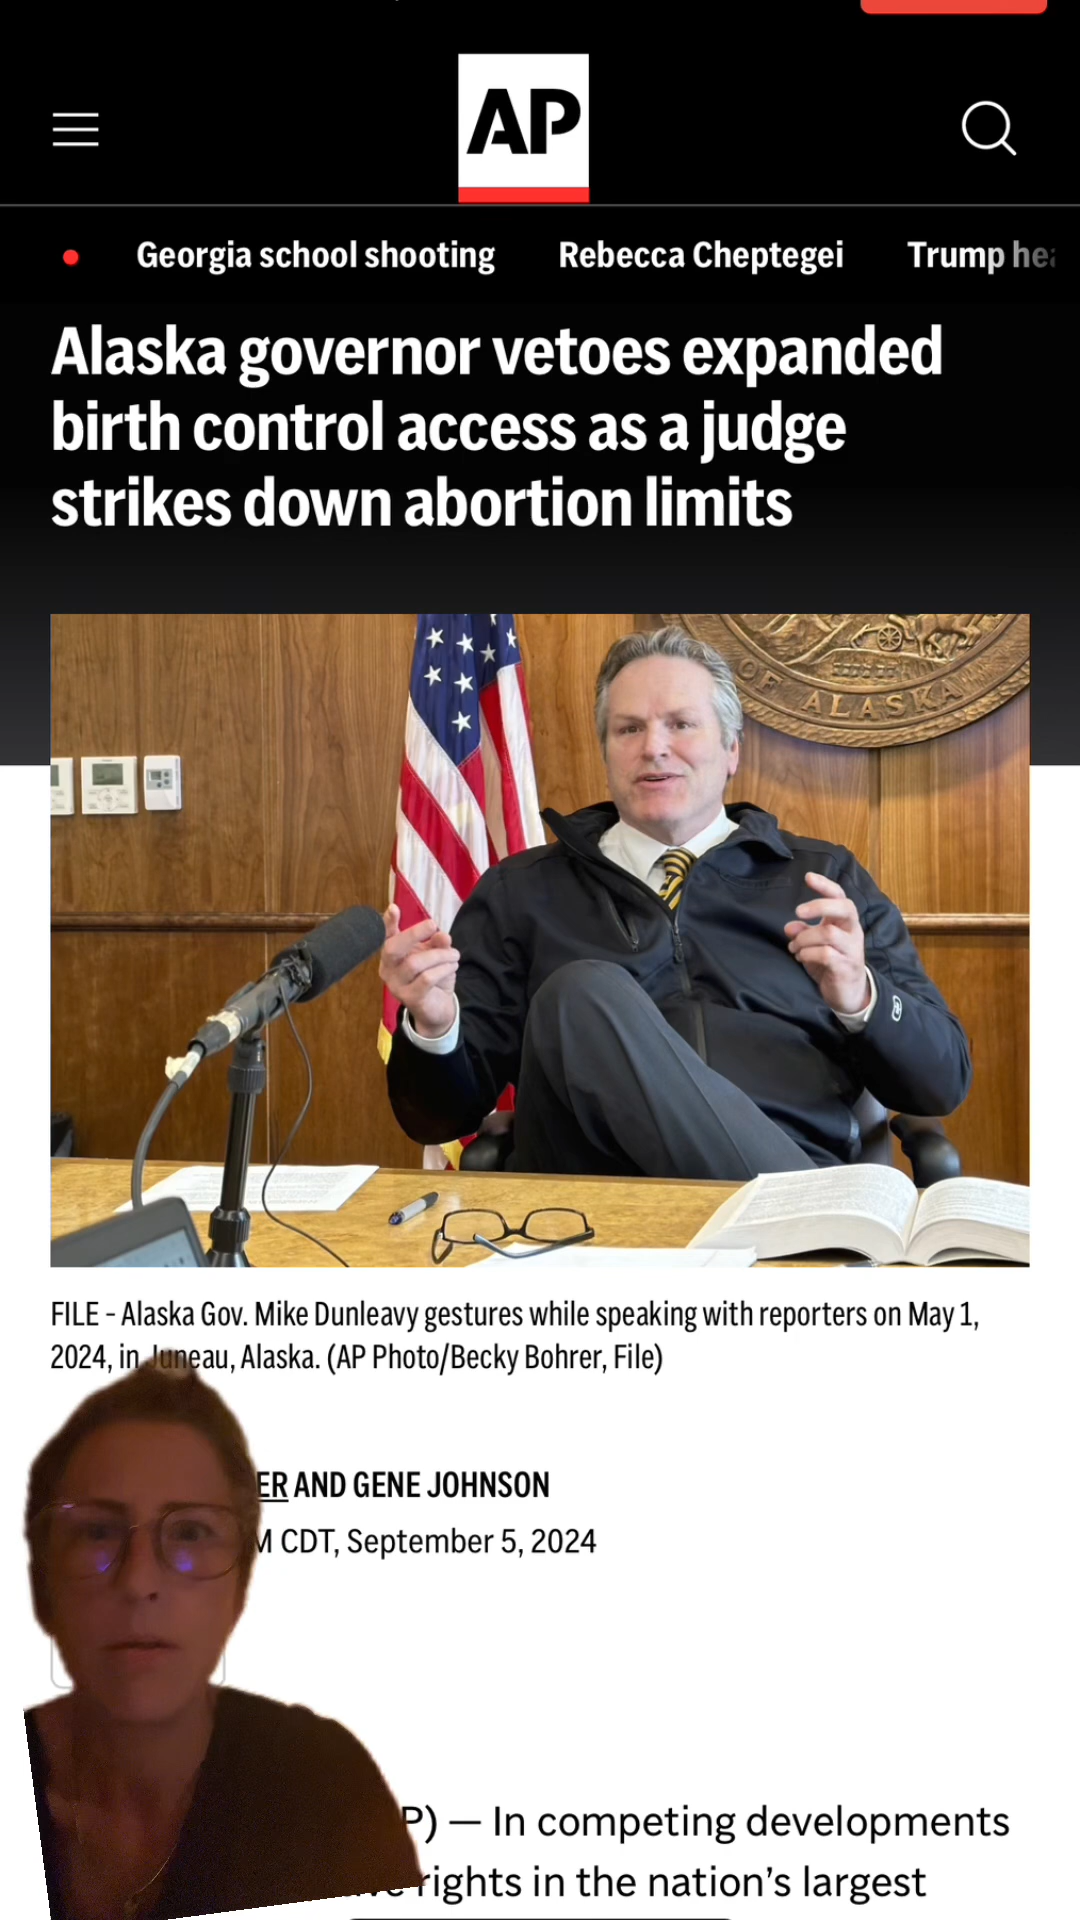 AP
Georgia school shooting Rebecca Cheptegei Trump hea
Alaska governor vetoes expanded
birth control access as a judge
strikes down abortion limits
OF ALASKA
FILE - Alaska Gov. Mike Dunleavy gestures while speaking with reporters on May 1,
2024, in Juneau, Alaska. (AP Photo/Becky Bohrer, File)
ER AND GENE JOHNSON
M CDT, September 5, 2024
P) — In competing developments
rights in the nation's largest